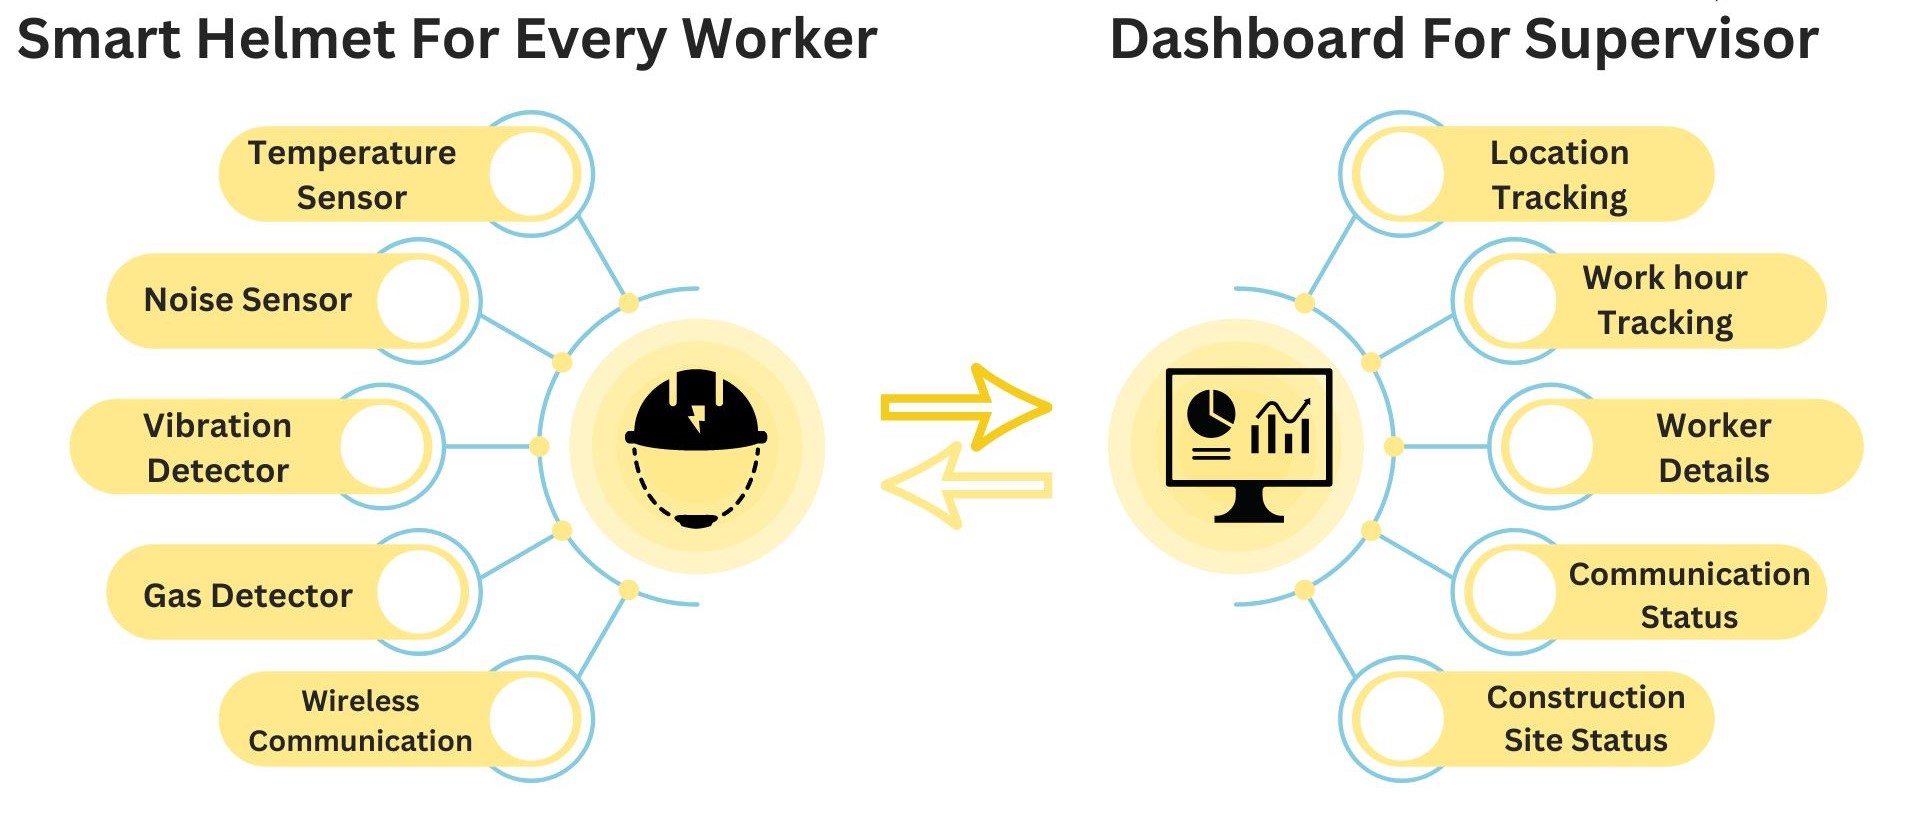 Smart Helmet For Every Worker
Temperature
Sensor
Noise Sensor
Vibration
Detector
Gas Detector
Wireless
Communication
Dashboard For Supervisor
Location
Tracking
Work hour
Tracking
Worker
Details
Communication
Status
Construction
Site Status